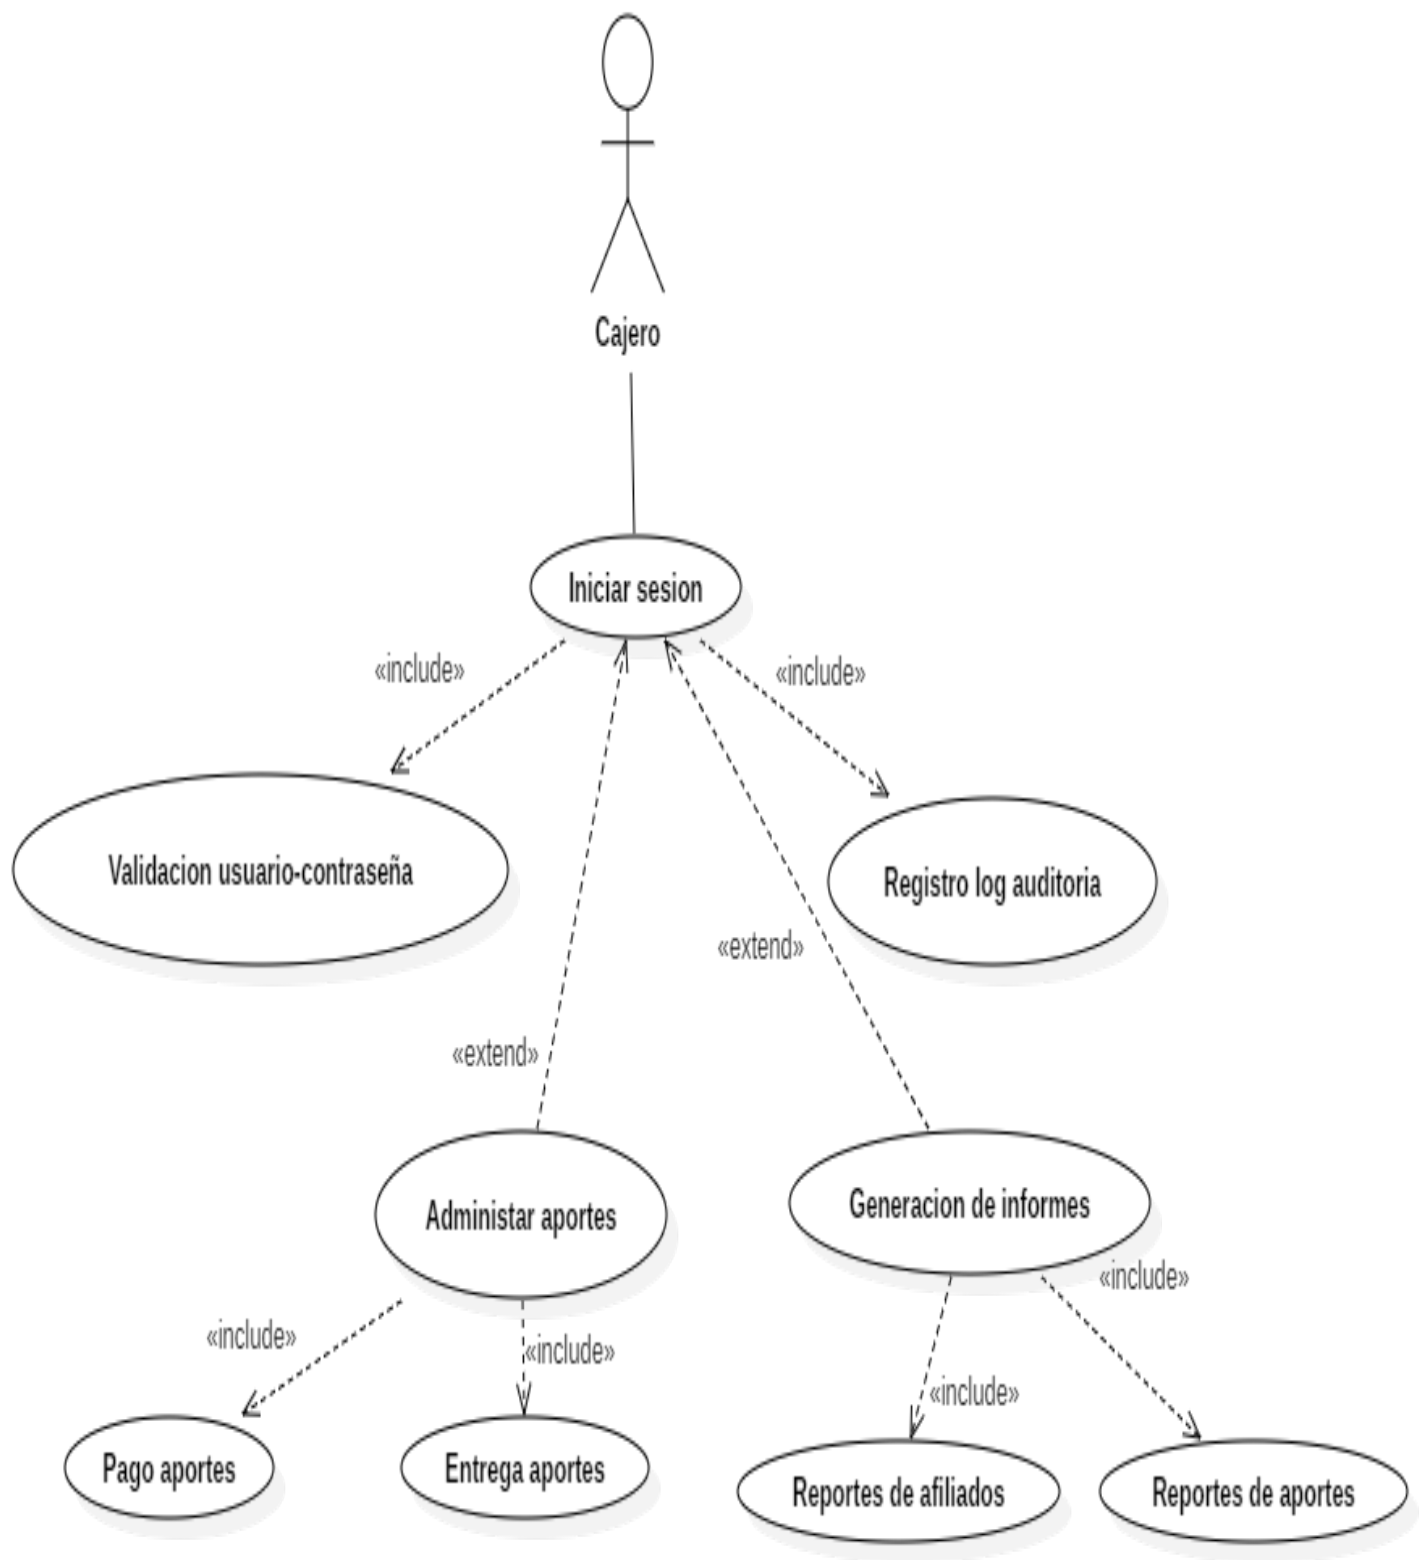 Cajero
Iniciar sesion
«include»
«include»
Validacion usuario-contraseña
Registro log auditoria
«extend»
«extend»
Administar aportes
Generacion de informes
«include»
«include»
«include»
«include»
Pago aportes
Entrega aportes
Reportes de afiliados
Reportes de aportes